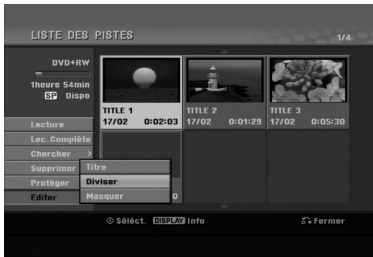 LISTE DES PISTES
1/4
DVD+RW
1heure 54min
SP Dispo
TITLE 1
17/02 0:02:03
TITLE 2
17/02 0:01:29
TITLE 3
17/02 0:05:30
Lecture
Lec.Complète
Chercher >
Supprimer
Protéger
Editer
Titre
Diviser
Masquer
0
Séléct. DISPLAY Info
Fermer